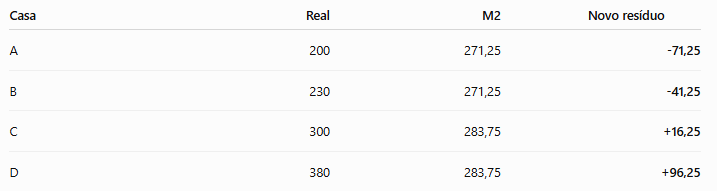 Casa Real M2 Novo resíduo
A 200 271,25 -71,25
B 230 271,25 -41,25
C 300 283,75 +16,25
D 380 283,75 +96,25